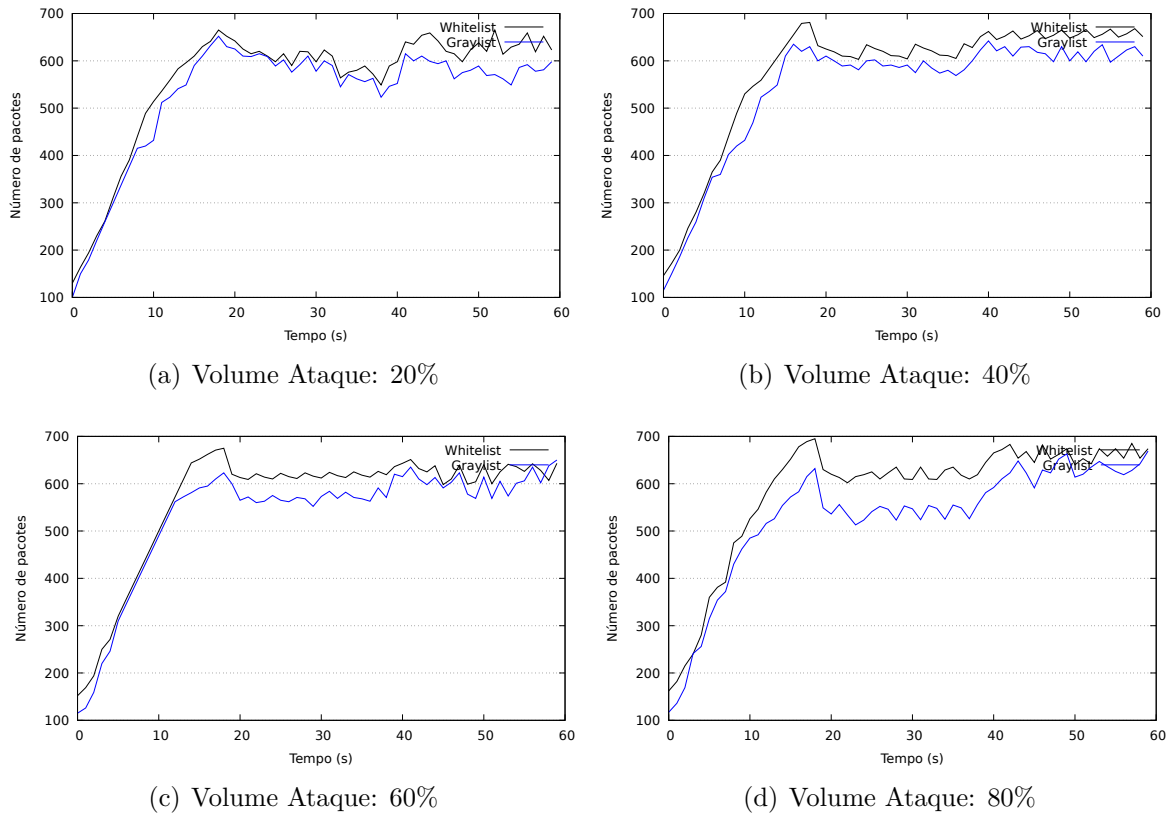 700
600
500
400
300
200
100
0 10 20 30 40 50 60
Número de pacotes
Tempo (s)
Whitelist
Graylist
(a) Volume Ataque: 20%
700
600
500
400
300
200
100
0 10 20 30 40 50 60
Número de pacotes
Tempo (s)
Whitelist
Graylist
(b) Volume Ataque: 40%
700
600
500
400
300
200
100
0 10 20 30 40 50 60
Número de pacotes
Tempo (s)
Whitelist
Graylist
(c) Volume Ataque: 60%
700
600
500
400
300
200
100
0 10 20 30 40 50 60
Número de pacotes
Tempo (s)
Whitelist
Graylist
(d) Volume Ataque: 80%